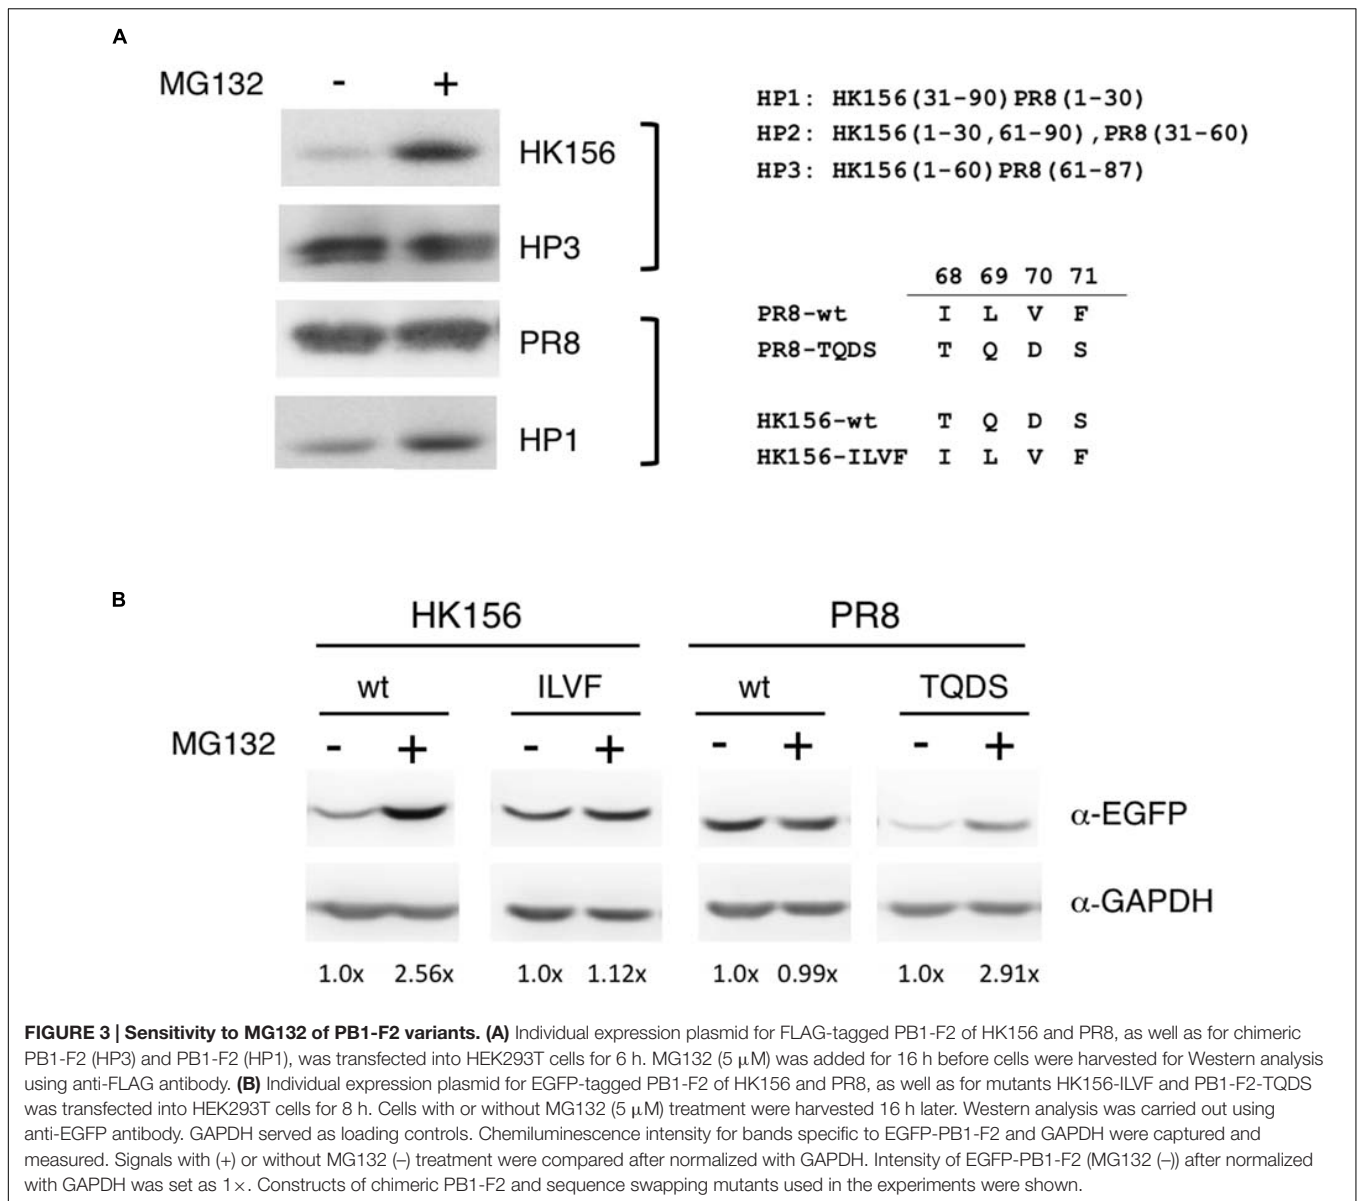 A
MG132 - +
HK156
HP3
PR8
HP1
HP1: HK156(31-90)PR8(1-30)
HP2: HK156(1-30,61-90),PR8(31-60)
HP3: HK156(1-60)PR8(61-87)
68 69 70 71
PR8-wt I L V F
PR8-TQDS T Q D S
HK156-wt T Q D S
HK156-ILVF I L V F
B
HK156 PR8
wt ILVF wt TQDS
MG132 - + - + - + - +
α-EGFP
α-GAPDH
1.0x 2.56x 1.0x 1.12x 1.0x 0.99x 1.0x 2.91x
FIGURE 3 | Sensitivity to MG132 of PB1-F2 variants. (A) Individual expression plasmid for FLAG-tagged PB1-F2 of HK156 and PR8, as well as for chimeric
PB1-F2 (HP3) and PB1-F2 (HP1), was transfected into HEK293T cells for 6 h. MG132 (5 μM) was added for 16 h before cells were harvested for Western analysis
using anti-FLAG antibody. (B) Individual expression plasmid for EGFP-tagged PB1-F2 of HK156 and PR8, as well as for mutants HK156-ILVF and PB1-F2-TQDS
was transfected into HEK293T cells for 8 h. Cells with or without MG132 (5 μM) treatment were harvested 16 h later. Western analysis was carried out using
anti-EGFP antibody. GAPDH served as loading controls. Chemiluminescence intensity for bands specific to EGFP-PB1-F2 and GAPDH were captured and
measured. Signals with (+) or without MG132 (–) treatment were compared after normalized with GAPDH. Intensity of EGFP-PB1-F2 (MG132 (–)) after normalized
with GAPDH was set as 1×. Constructs of chimeric PB1-F2 and sequence swapping mutants used in the experiments were shown.